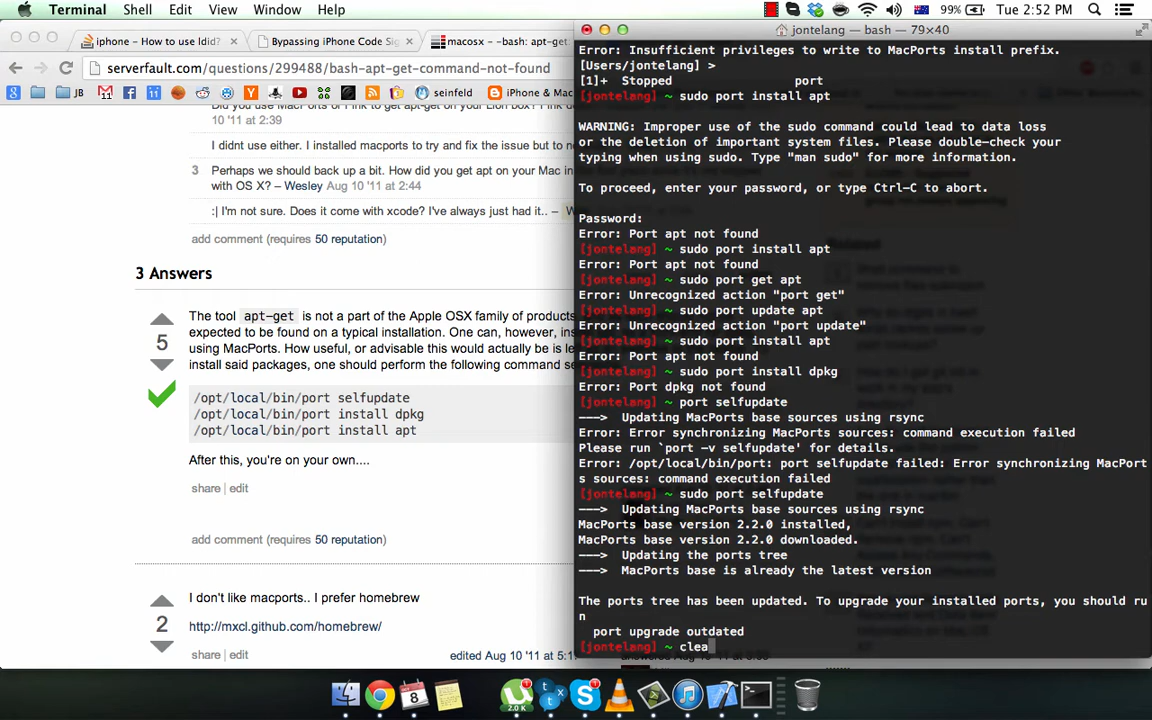 Terminal Shell Edit View Window Help
99% Tue 2:52 PM
iphone - How to use ldid?
Bypassing iPhone Code Sig
macosx - -bash: apt-get:
serverfault.com/questions/299488/bash-apt-get-command-not-found
JB
seinfeld
iPhone & Mac
10 '11 at 2:39
I didnt use either. I installed macports to try and fix the issue but to n
3 Perhaps we should back up a bit. How did you get apt on your Mac in
with OS X? – Wesley Aug 10 '11 at 2:44
:| I'm not sure. Does it come with xcode? I've always just had it.. – W
add comment (requires 50 reputation)
3 Answers
5
The tool apt-get is not a part of the Apple OSX family of products
expected to be found on a typical installation. One can, however, ins
using MacPorts. How useful, or advisable this would actually be is le
install said packages, one should perform the following command se
/opt/local/bin/port selfupdate
/opt/local/bin/port install dpkg
/opt/local/bin/port install apt
After this, you're on your own....
share | edit
add comment (requires 50 reputation)
2
I don't like macports.. I prefer homebrew
http://mxcl.github.com/homebrew/
share | edit
edited Aug 10 '11 at 5:1
jontelang — bash — 79×40
Error: Insufficient privileges to write to MacPorts install prefix.
[Users/jontelang] >
[1]+ Stopped port
[jontelang] ~ sudo port install apt
WARNING: Improper use of the sudo command could lead to data loss
or the deletion of important system files. Please double-check your
typing when using sudo. Type "man sudo" for more information.
To proceed, enter your password, or type Ctrl-C to abort.
Password:
Error: Port apt not found
[jontelang] ~ sudo port install apt
Error: Port apt not found
[jontelang] ~ sudo port get apt
Error: Unrecognized action "port get"
[jontelang] ~ sudo port update apt
Error: Unrecognized action "port update"
[jontelang] ~ sudo port install apt
Error: Port apt not found
[jontelang] ~ sudo port install dpkg
Error: Port dpkg not found
[jontelang] ~ port selfupdate
---> Updating MacPorts base sources using rsync
Error: Error synchronizing MacPorts sources: command execution failed
Please run `port -v selfupdate' for details.
Error: /opt/local/bin/port: port selfupdate failed: Error synchronizing MacPort
s sources: command execution failed
[jontelang] ~ sudo port selfupdate
---> Updating MacPorts base sources using rsync
MacPorts base version 2.2.0 installed,
MacPorts base version 2.2.0 downloaded.
---> Updating the ports tree
---> MacPorts base is already the latest version
The ports tree has been updated. To upgrade your installed ports, you should ru
n
port upgrade outdated
[jontelang] ~ clea
8
2.0 K